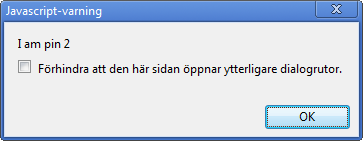 Javascript-varning
I am pin 2
Förhindra att den här sidan öppnar ytterligare dialogrutor.
OK